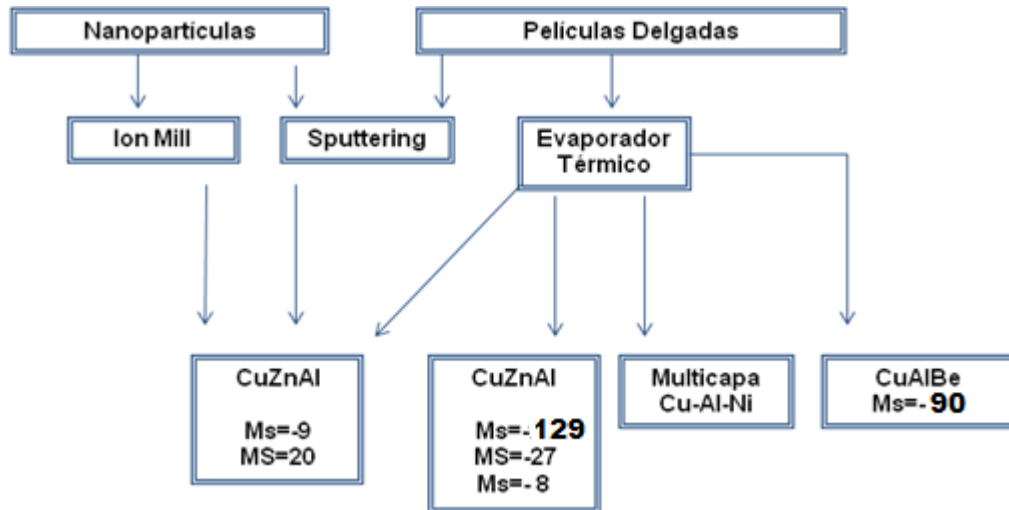 Nanopartículas
Películas Delgadas
Ion Mill
Sputtering
Evaporador
Térmico
CuZnAl
Ms=-9
MS=20
CuZnAl
Ms=-129
MS=-27
Ms=-8
Multicapa
Cu-Al-Ni
CuAlBe
Ms=-90